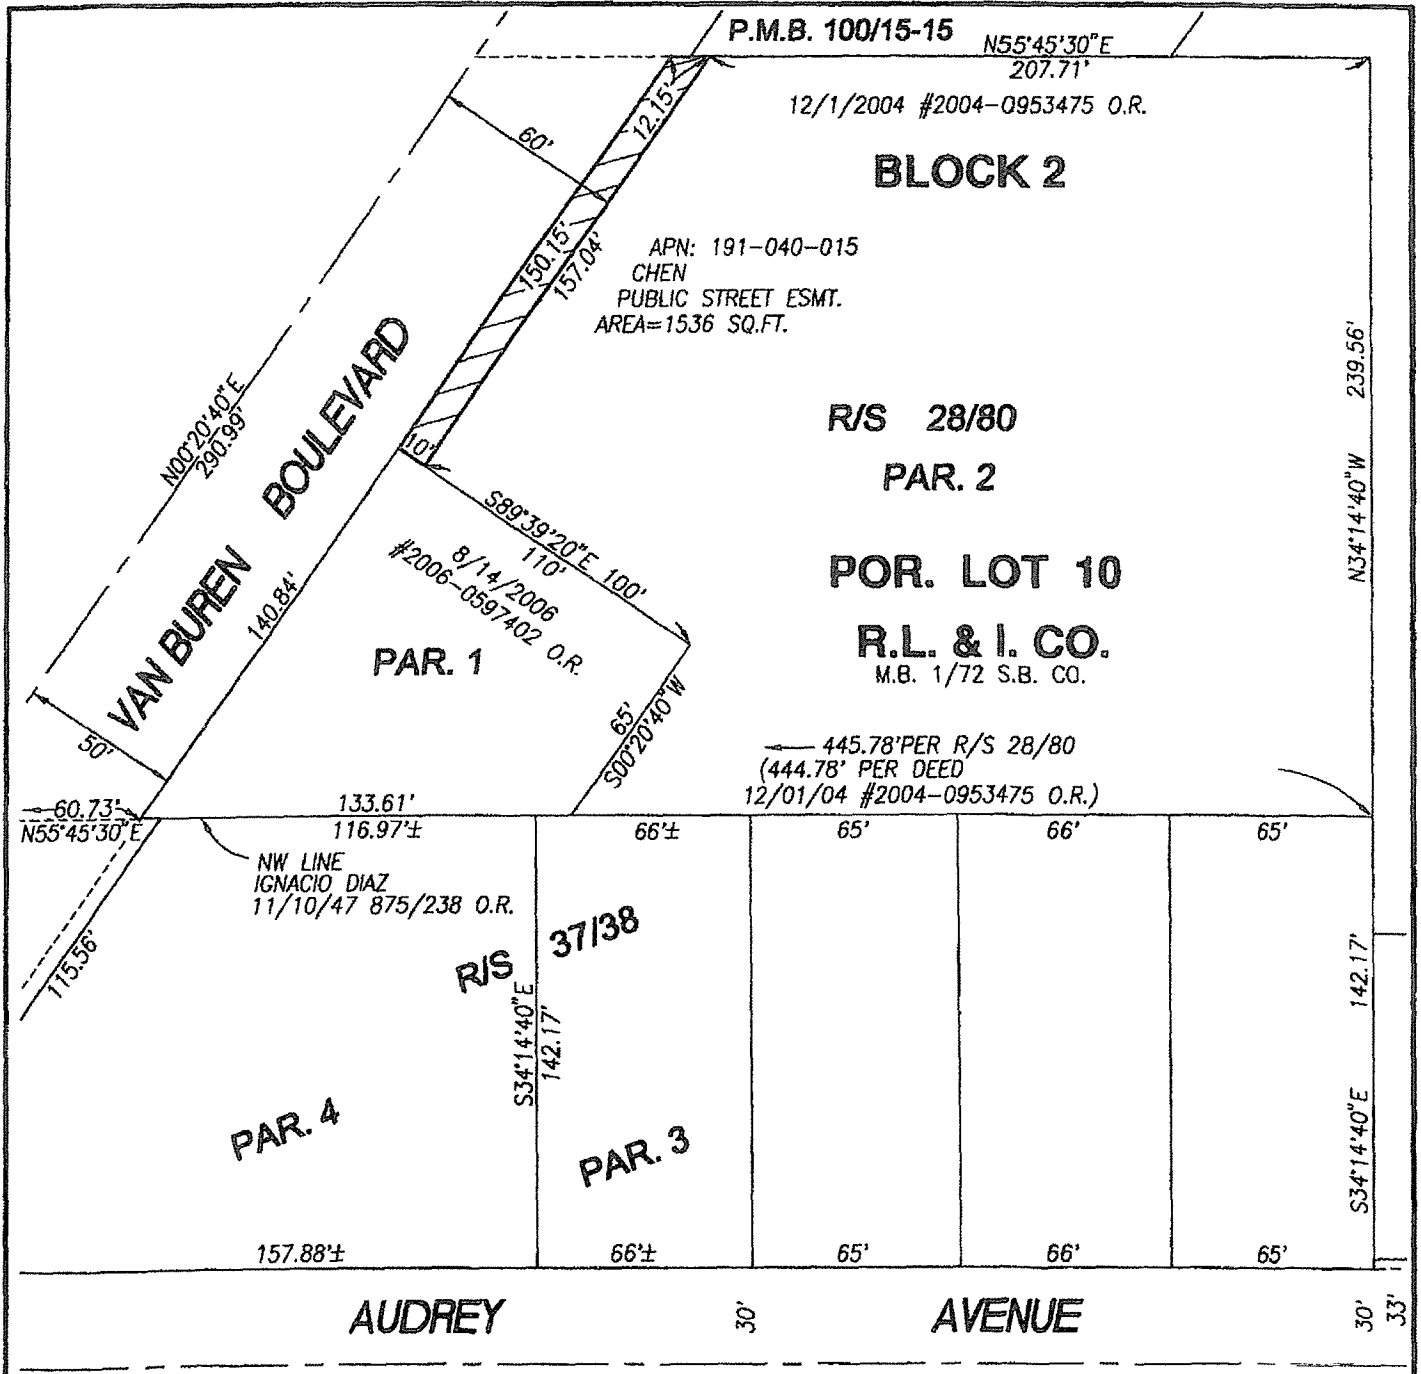 P.M.B. 100/15-15
N55°45'30"E
207.71'
12/1/2004 #2004-0953475 O.R.
BLOCK 2
12.15'
60'
150.15'
157.04'
APN: 191-040-015
CHEN
PUBLIC STREET ESMT.
AREA=1536 SQ.FT.
N00°20'40"E
290.99'
VAN BUREN BOULEVARD
N34°14'40"W 239.56'
R/S 28/80
PAR. 2
POR. LOT 10
R.L. & I. CO.
M.B. 1/72 S.B. CO.
10'
S89°39'20"E 100'
110'
8/14/2006
#2006-0597402 O.R.
140.84'
PAR. 1
65'
S00°20'40"W
50'
445.78'PER R/S 28/80
(444.78' PER DEED
12/01/04 #2004-0953475 O.R.)
60.73'
N55°45'30"E
133.61'
116.97'±
66'±
65'
66'
65'
NW LINE
IGNACIO DIAZ
11/10/47 875/238 O.R.
115.56'
R/S 37/38
S34°14'40"E
142.17'
S34°14'40"E 142.17'
PAR. 4
PAR. 3
157.88'±
66'±
65'
66'
65'
AUDREY AVENUE
30'
30'
33'